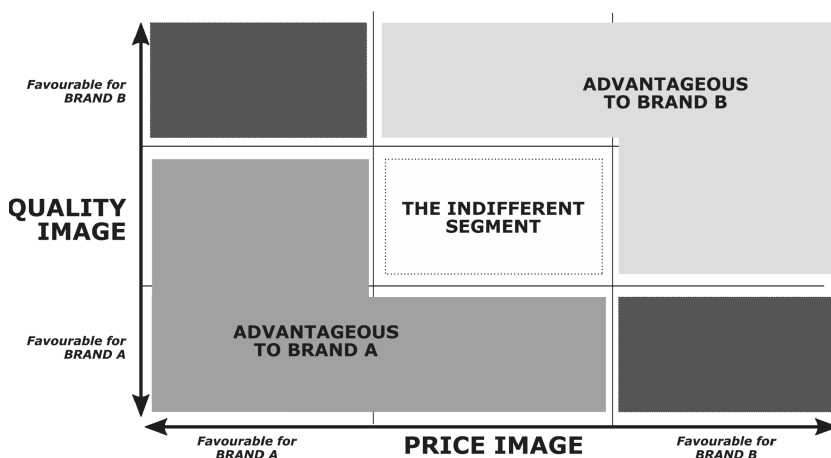 Favourable for
BRAND B
ADVANTAGEOUS
TO BRAND B
QUALITY
IMAGE
THE INDIFFERENT
SEGMENT
Favourable for
BRAND A
ADVANTAGEOUS
TO BRAND A
Favourable for
BRAND A
PRICE IMAGE
Favourable for
BRAND B